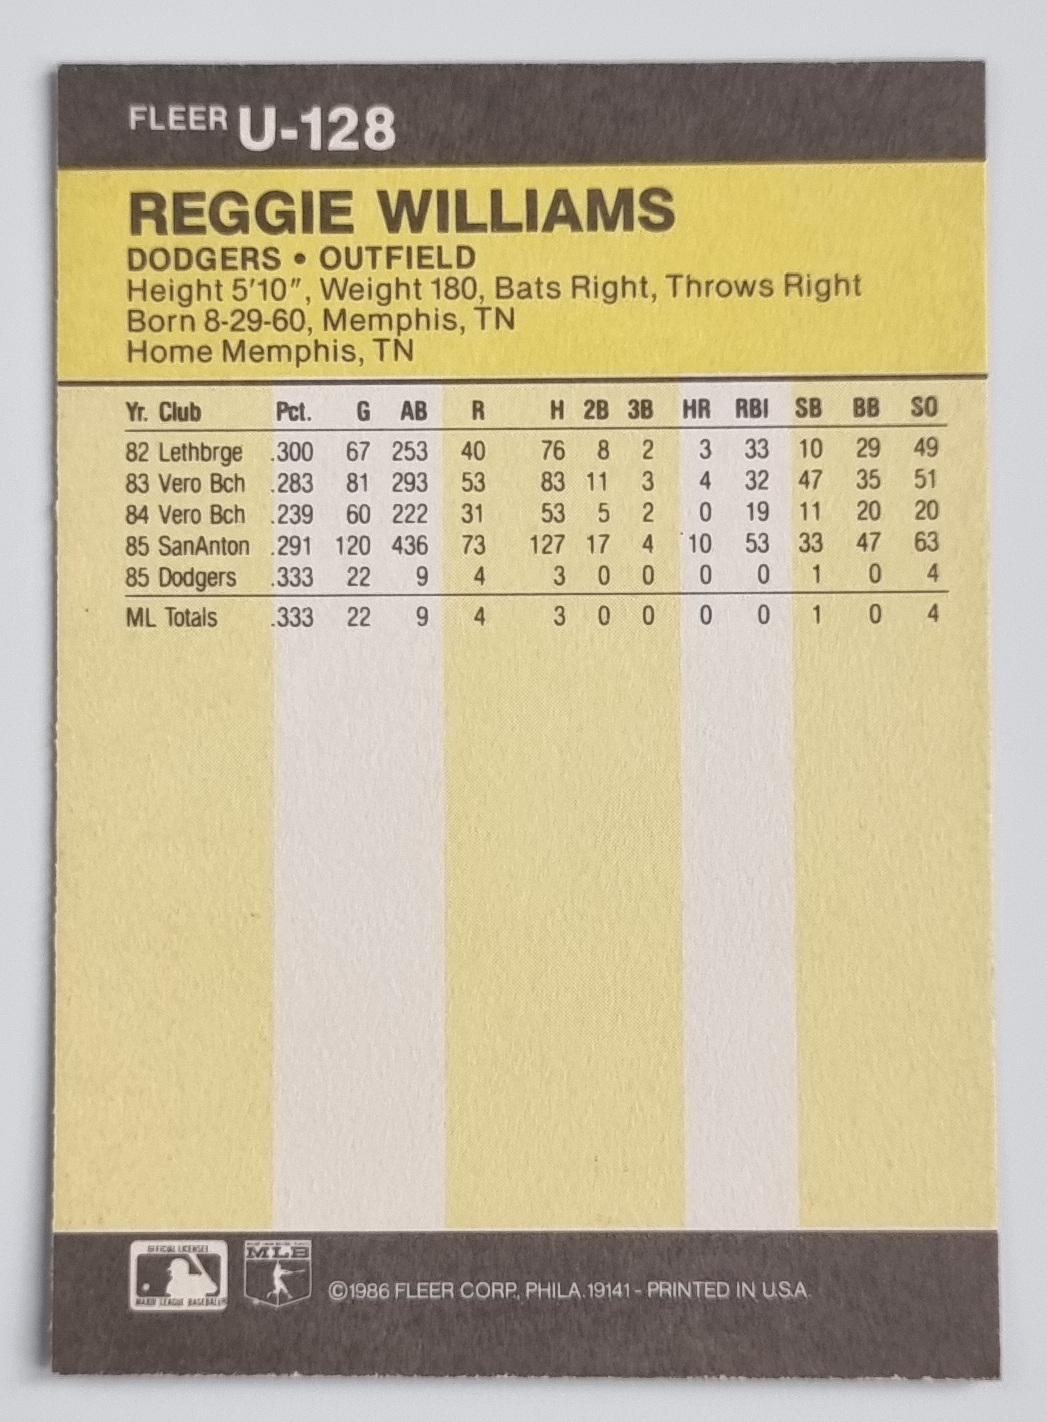 FLEER U-128
REGGIE WILLIAMS
DODGERS • OUTFIELD
Height 5'10", Weight 180, Bats Right, Throws Right
Born 8-29-60, Memphis, TN
Home Memphis, TN
Yr. Club Pct. G AB R H 2B 3B HR RBI SB BB SO
82 Lethbrge .300 67 253 40 76 8 2 3 33 10 29 49
83 Vero Bch .283 81 293 53 83 11 3 4 32 47 35 51
84 Vero Bch .239 60 222 31 53 5 2 0 19 11 20 20
85 SanAnton .291 120 436 73 127 17 4 10 53 33 47 63
85 Dodgers .333 22 9 4 3 0 0 0 0 1 0 4
ML Totals .333 22 9 4 3 0 0 0 0 1 0 4
OFFICIAL LICENSEE
MAJOR LEAGUE BASEBALL
MLB
©1986 FLEER CORP., PHILA. 19141 - PRINTED IN U.S.A.